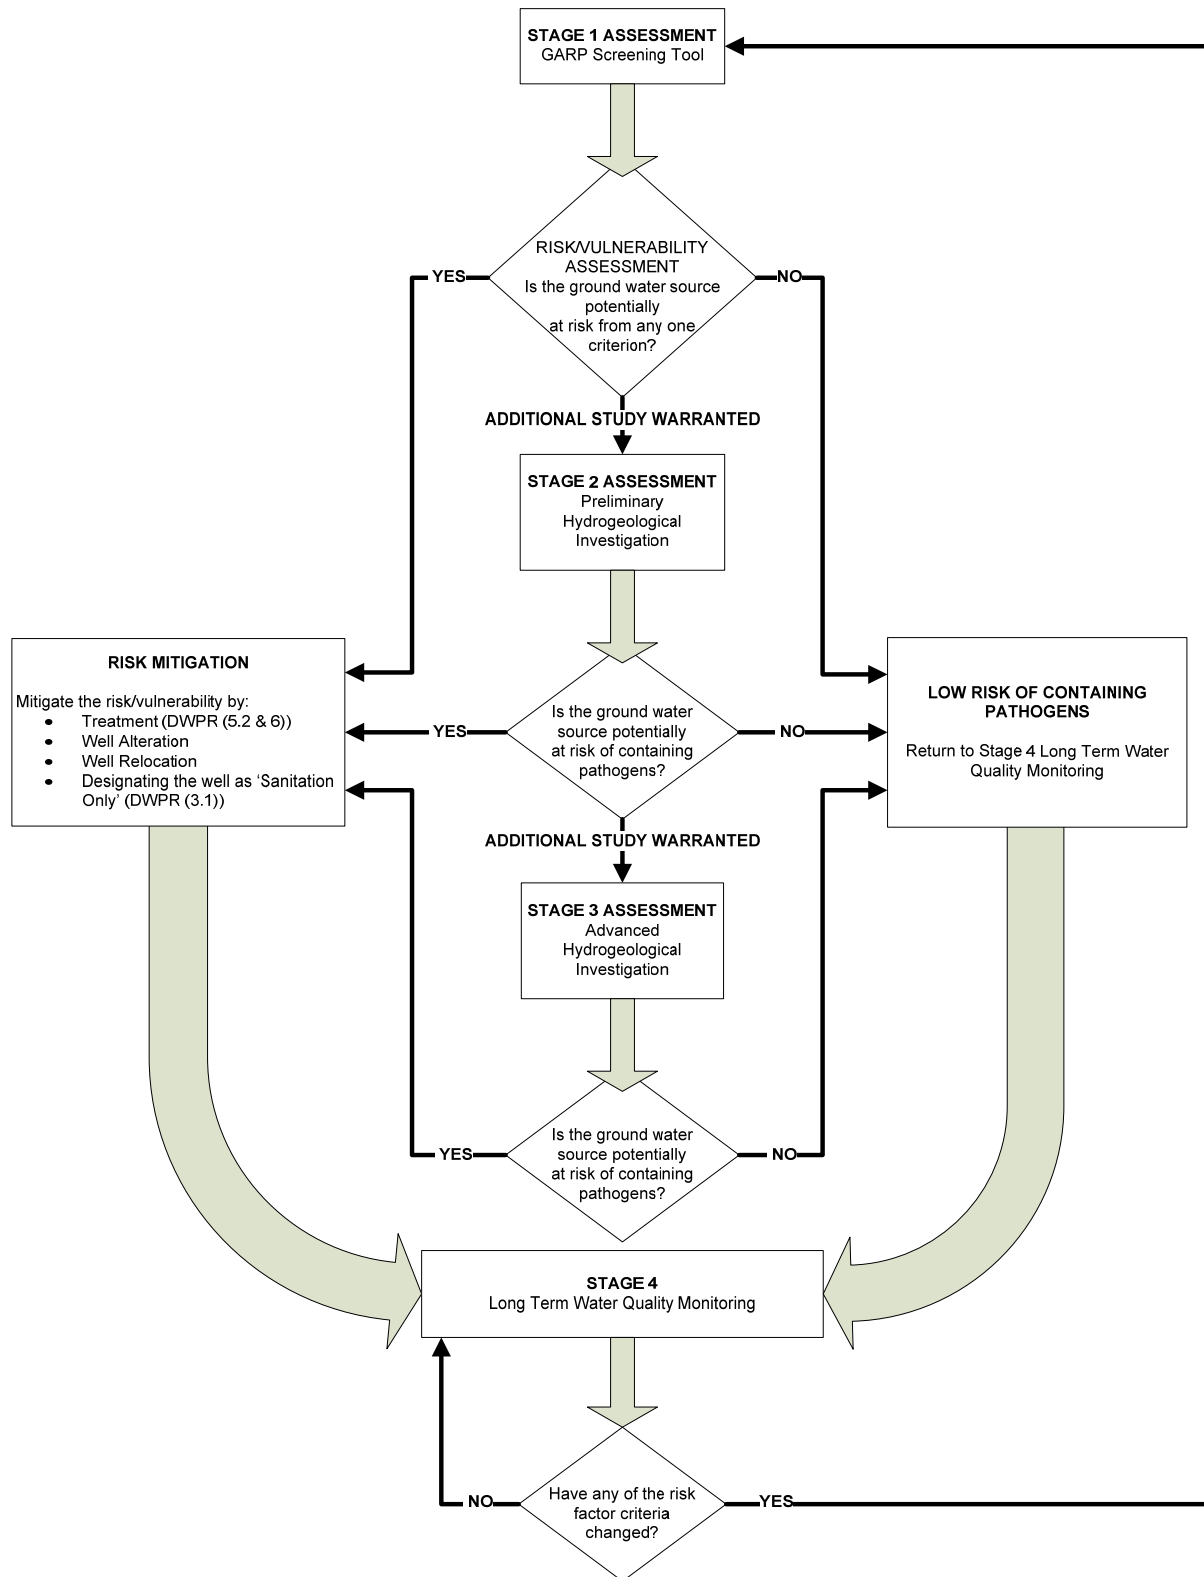 STAGE 1 ASSESSMENT
GARP Screening Tool
RISK/VULNERABILITY
ASSESSMENT
Is the ground water source
potentially
at risk from any one
criterion?
YES
NO
ADDITIONAL STUDY WARRANTED
STAGE 2 ASSESSMENT
Preliminary
Hydrogeological
Investigation
RISK MITIGATION
Mitigate the risk/vulnerability by:
● Treatment (DWPR (5.2 & 6))
● Well Alteration
● Well Relocation
● Designating the well as ‘Sanitation
Only’ (DWPR (3.1))
YES
Is the ground water
source potentially
at risk of containing
pathogens?
NO
LOW RISK OF CONTAINING
PATHOGENS
Return to Stage 4 Long Term Water
Quality Monitoring
ADDITIONAL STUDY WARRANTED
STAGE 3 ASSESSMENT
Advanced
Hydrogeological
Investigation
YES
Is the ground water
source potentially
at risk of containing
pathogens?
NO
STAGE 4
Long Term Water Quality Monitoring
NO
Have any of the risk
factor criteria
changed?
YES